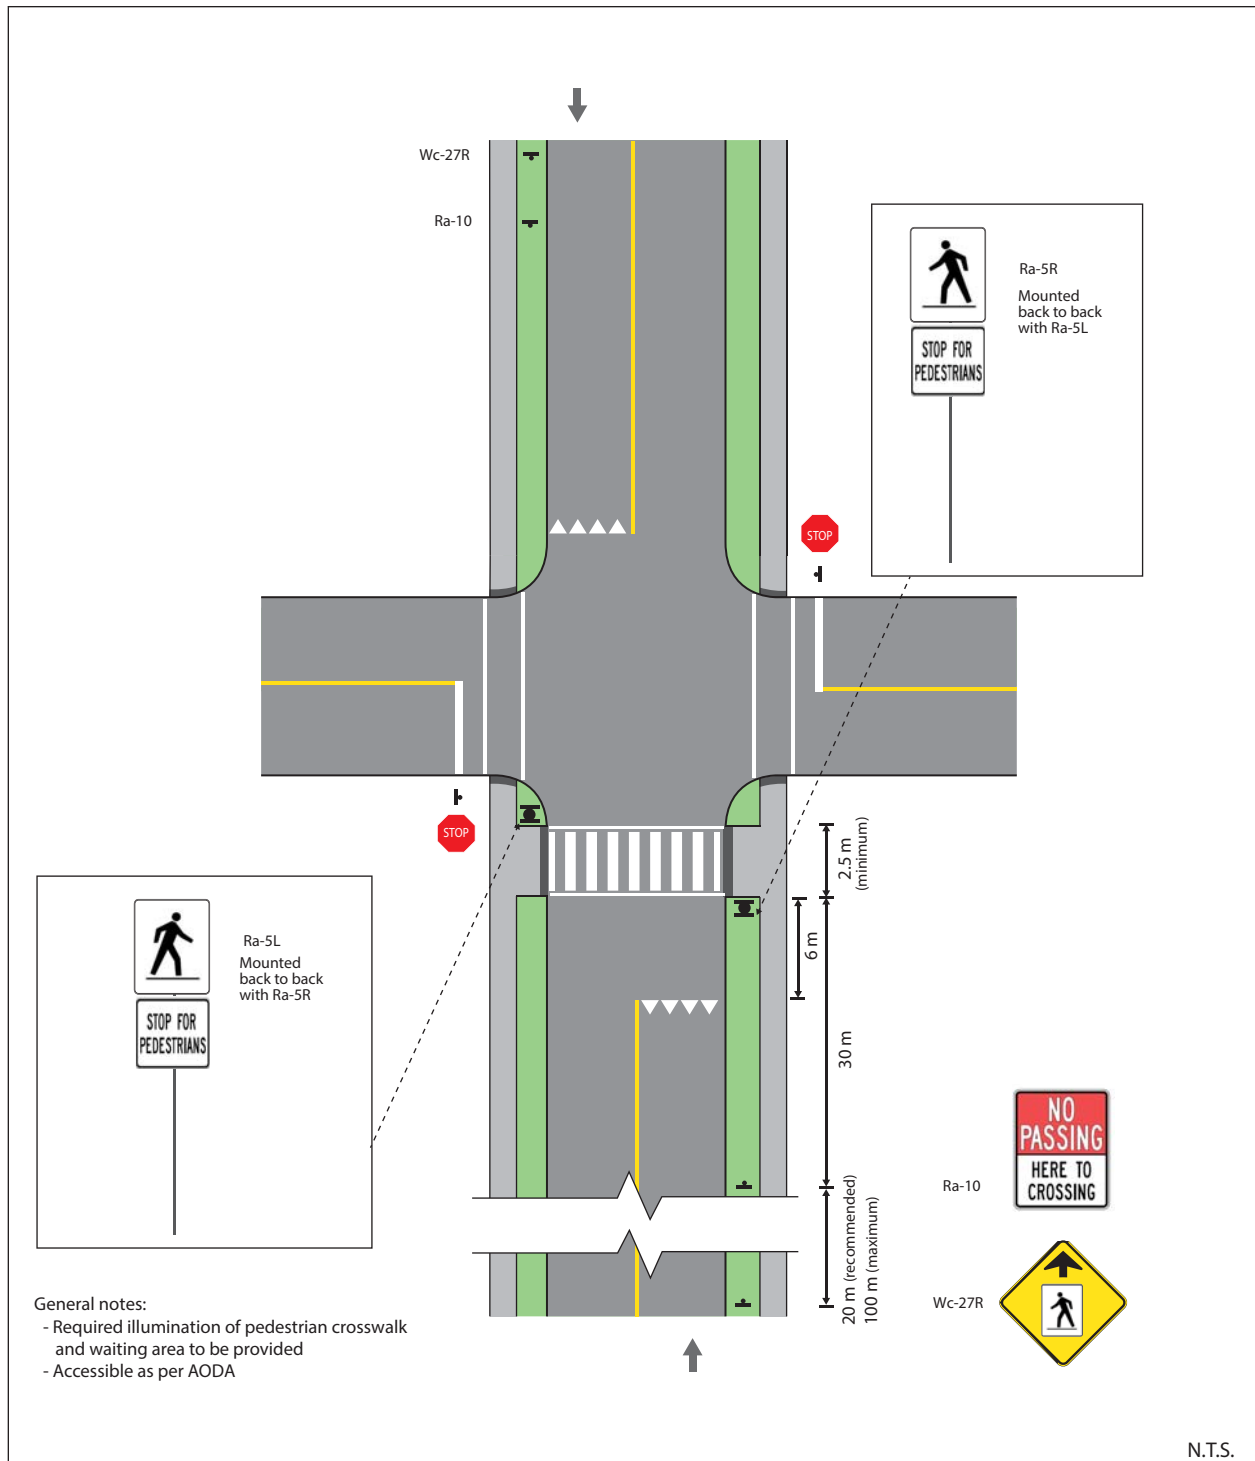 Wc-27R
Ra-10
Ra-5R
Mounted
back to back
with Ra-5L
STOP FOR
PEDESTRIANS
STOP
STOP
2.5 m
(minimum)
6 m
30 m
20 m (recommended)
100 m (maximum)
Ra-5L
Mounted
back to back
with Ra-5R
STOP FOR
PEDESTRIANS
Ra-10
NO
PASSING
HERE TO
CROSSING
Wc-27R
General notes:
- Required illumination of pedestrian crosswalk
and waiting area to be provided
- Accessible as per AODA
N.T.S.